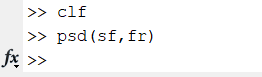 >> clf
>> psd(sf,fr)
fx >>